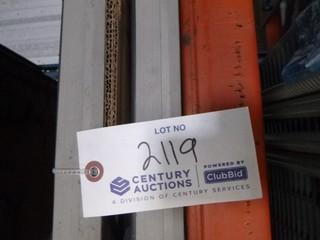 LOT NO
2119
CENTURY
AUCTIONS
POWERED BY
ClubBid
A DIVISION OF CENTURY SERVICES